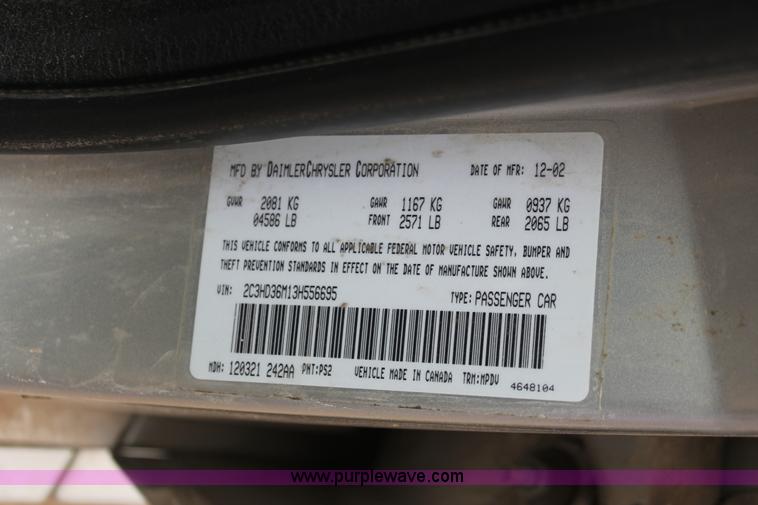 MFD BY DAIMLERCHRYSLER CORPORATION DATE OF MFR: 12-02
GVWR 2081 KG GAWR 1167 KG GAWR 0937 KG
04586 LB FRONT 2571 LB REAR 2065 LB
THIS VEHICLE CONFORMS TO ALL APPLICABLE FEDERAL MOTOR VEHICLE SAFETY, BUMPER AND
THEFT PREVENTION STANDARDS IN EFFECT ON THE DATE OF MANUFACTURE SHOWN ABOVE.
VIN: 2C3HD36M13H556695 TYPE: PASSENGER CAR
MDH: 120321 242AA PNT: PS2 VEHICLE MADE IN CANADA TRM: MPDV
4648104
www.purplewave.com